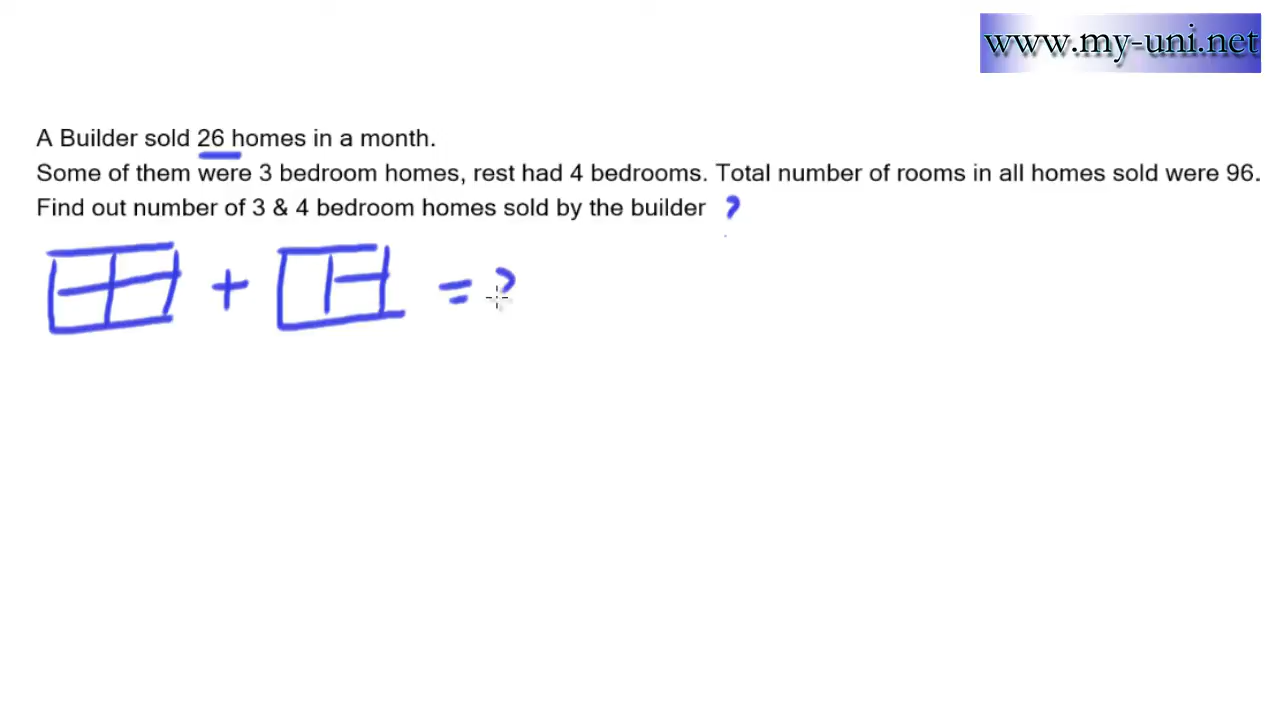 www.my-uni.net
A Builder sold 26 homes in a month.
Some of them were 3 bedroom homes, rest had 4 bedrooms. Total number of rooms in all homes sold were 96.
Find out number of 3 & 4 bedroom homes sold by the builder ?
+ = ?